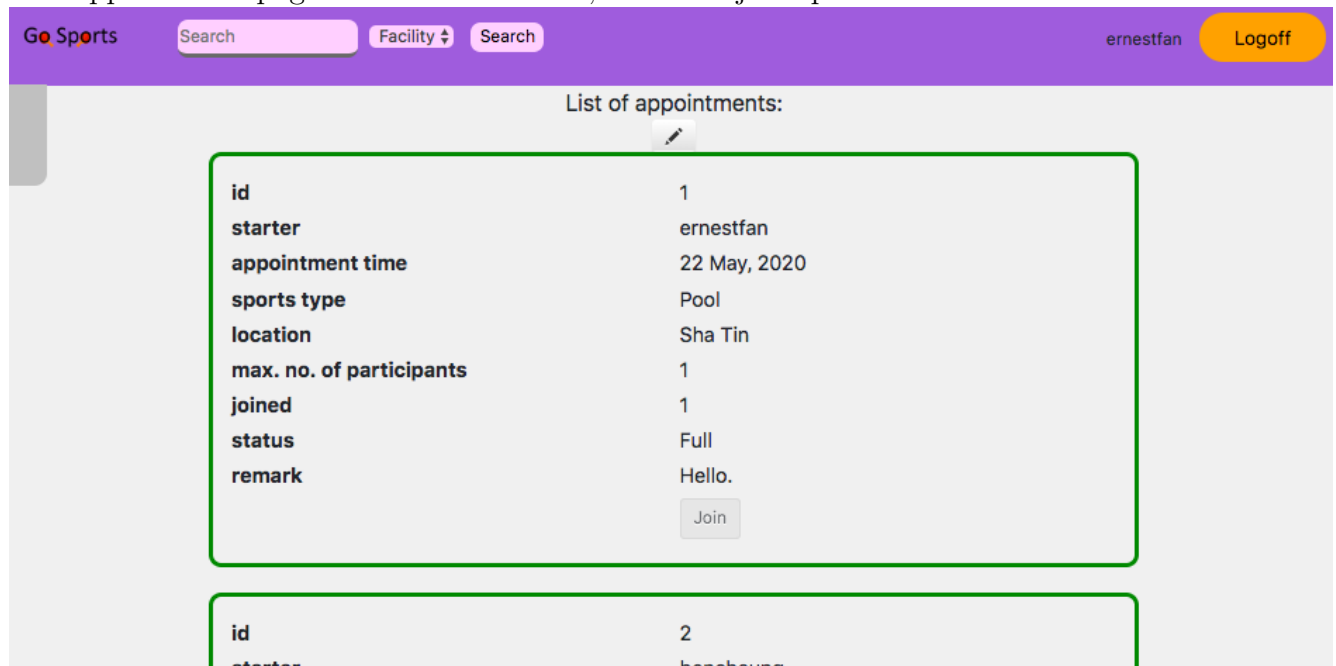 Go Sports Search Facility Search ernestfan Logoff
List of appointments:
id 1
starter ernestfan
appointment time 22 May, 2020
sports type Pool
location Sha Tin
max. no. of participants 1
joined 1
status Full
remark Hello.
Join
id 2